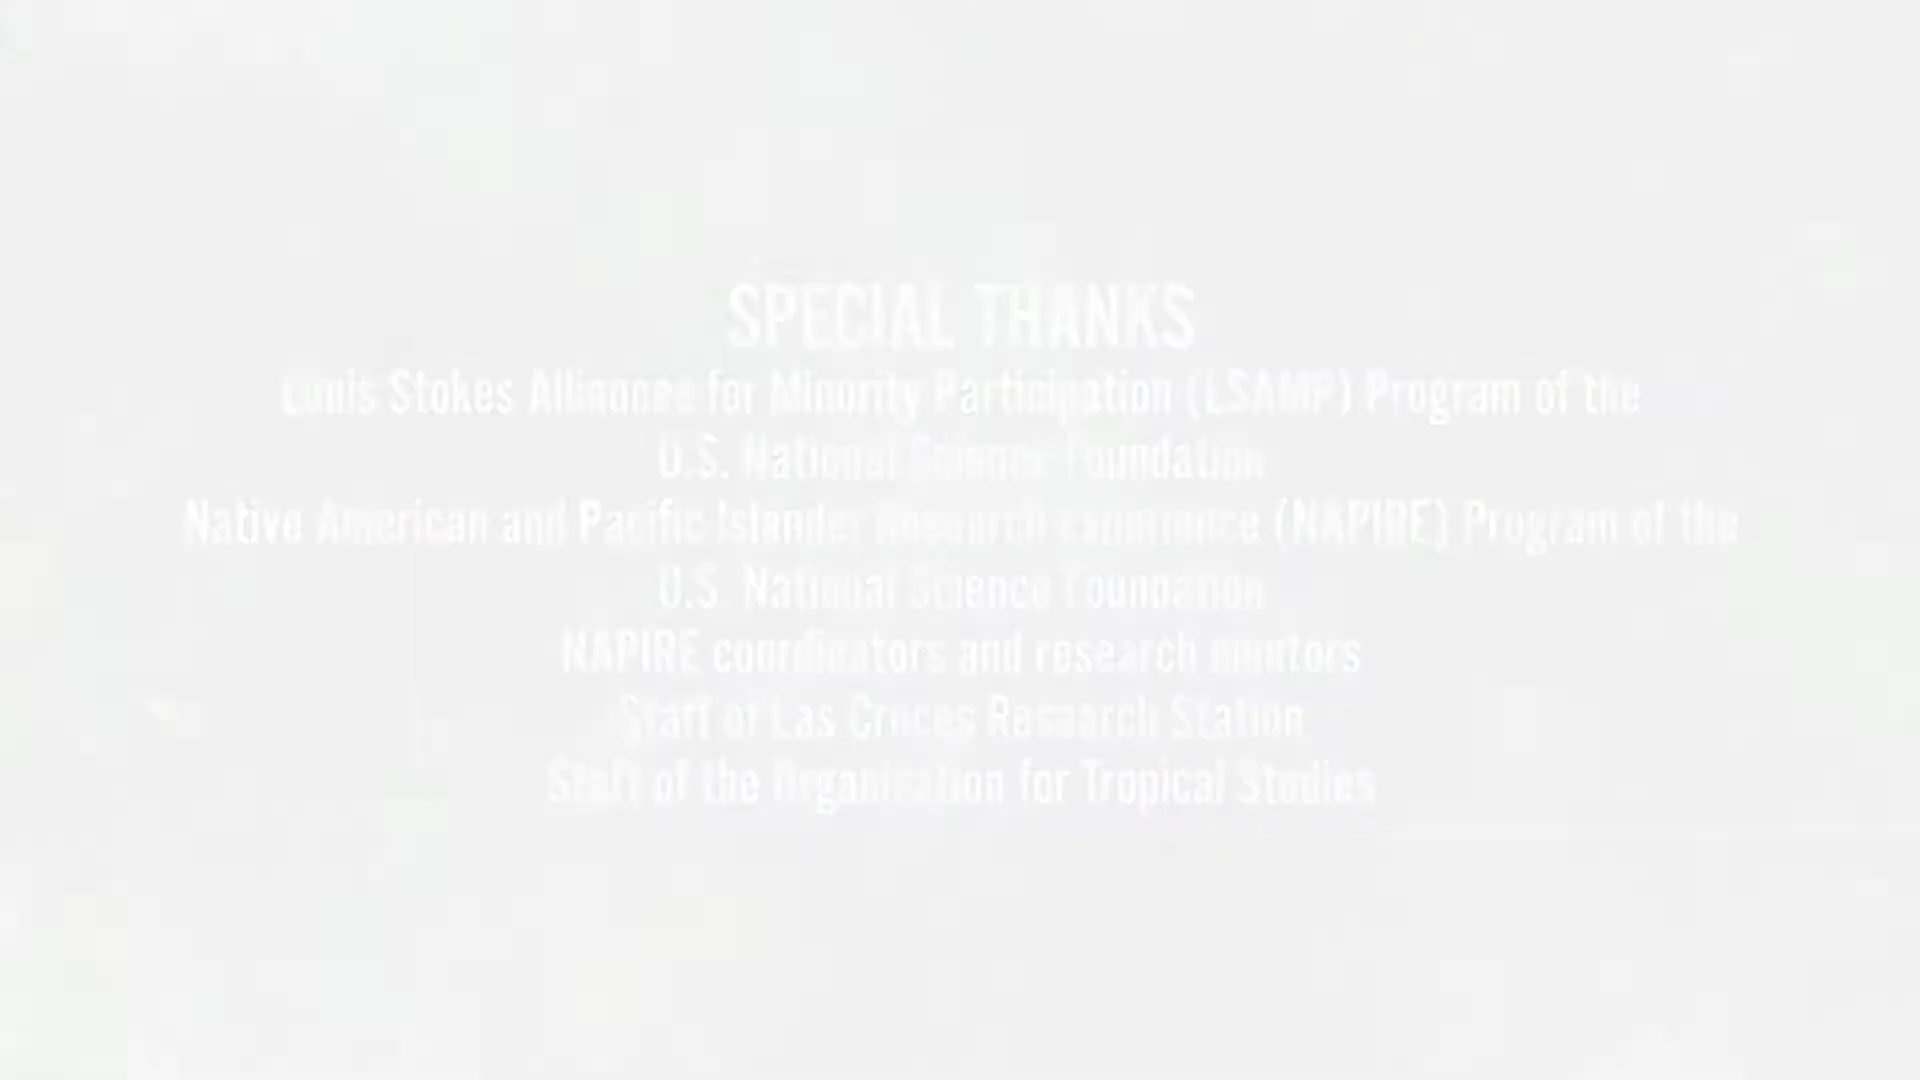 SPECIAL THANKS
Louis Stokes Alliance for Minority Participation (LSAMP) Program of the
U.S. National Science Foundation
Native American and Pacific Islander Research Experience (NAPIRE) Program of the
U.S. National Science Foundation
NAPIRE coordinators and research mentors
Staff of Las Cruces Research Station
Staff of the Organization for Tropical Studies